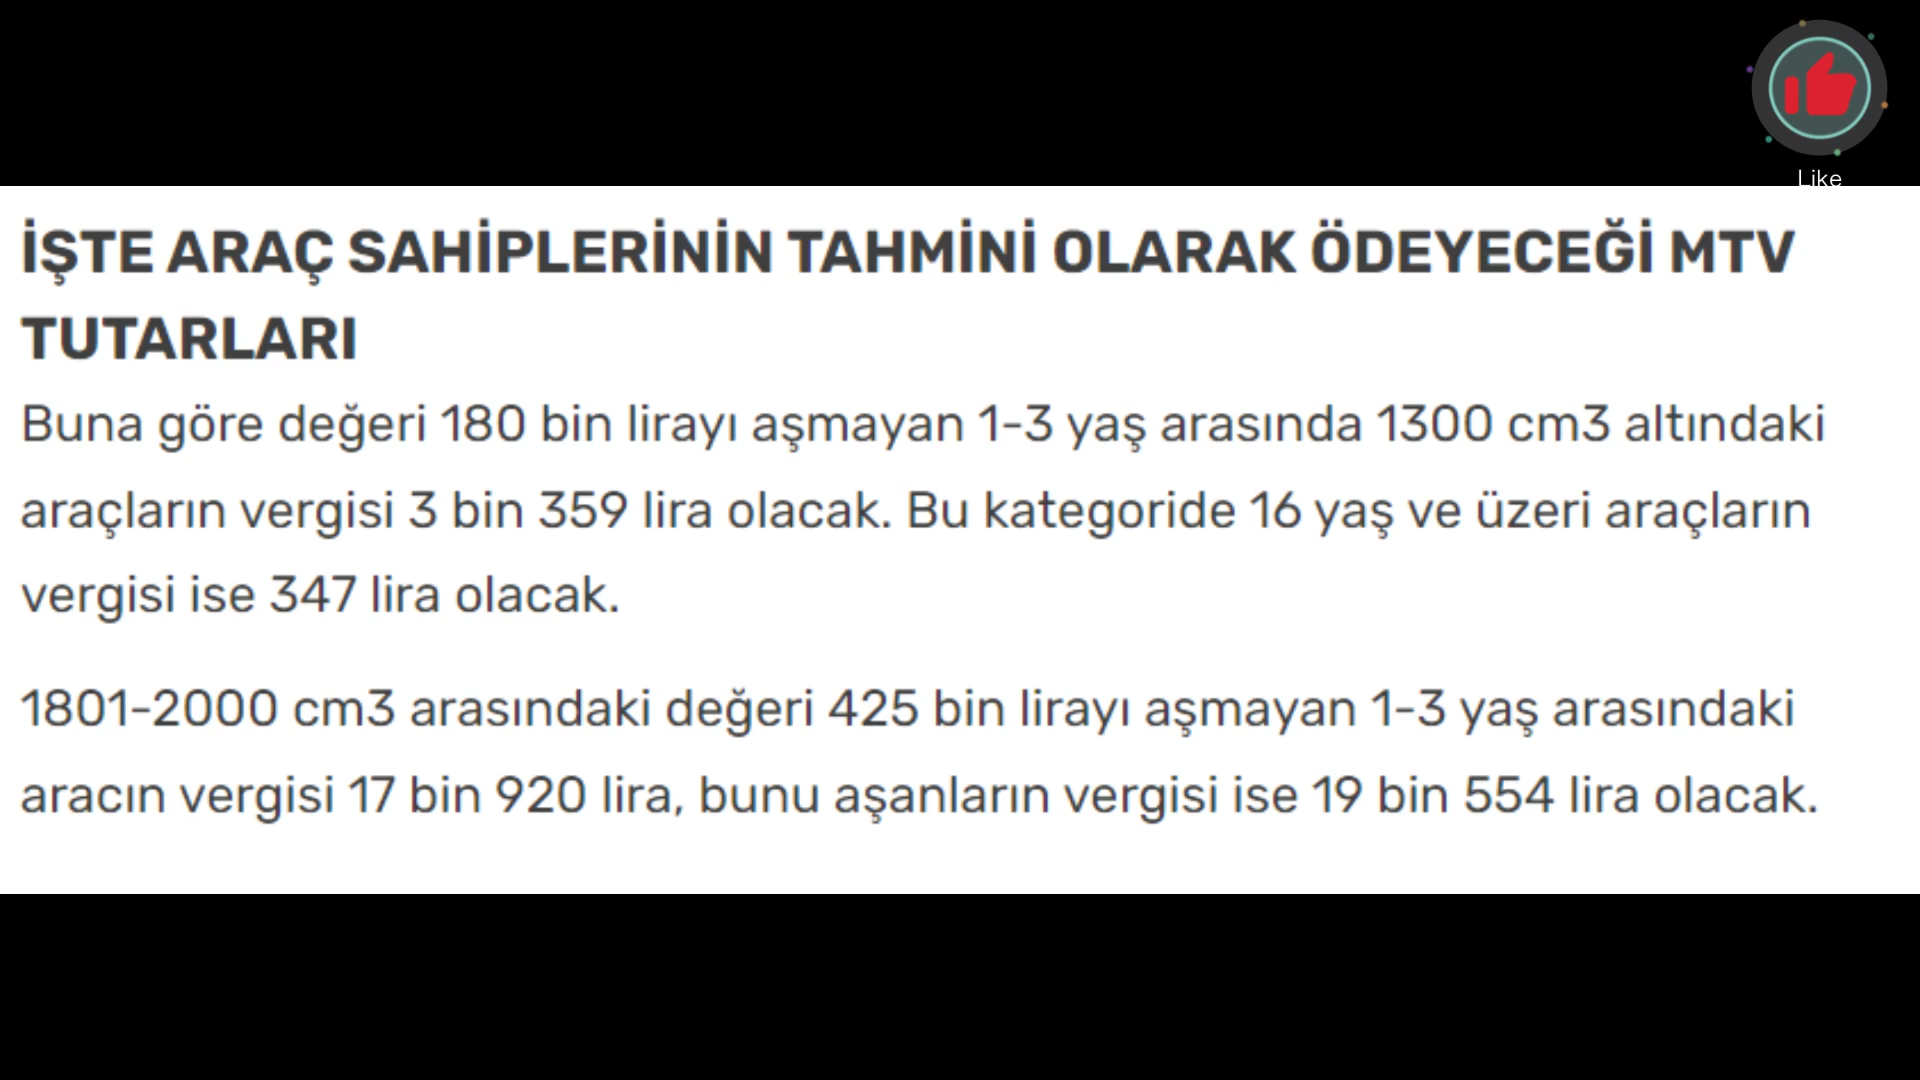 Like
İŞTE ARAÇ SAHİPLERİNİN TAHMİNİ OLARAK ÖDEYECEĞİ MTV
TUTARLARI
Buna göre değeri 180 bin lirayı aşmayan 1-3 yaş arasında 1300 cm3 altındaki
araçların vergisi 3 bin 359 lira olacak. Bu kategoride 16 yaş ve üzeri araçların
vergisi ise 347 lira olacak.
1801-2000 cm3 arasındaki değeri 425 bin lirayı aşmayan 1-3 yaş arasındaki
aracın vergisi 17 bin 920 lira, bunu aşanların vergisi ise 19 bin 554 lira olacak.